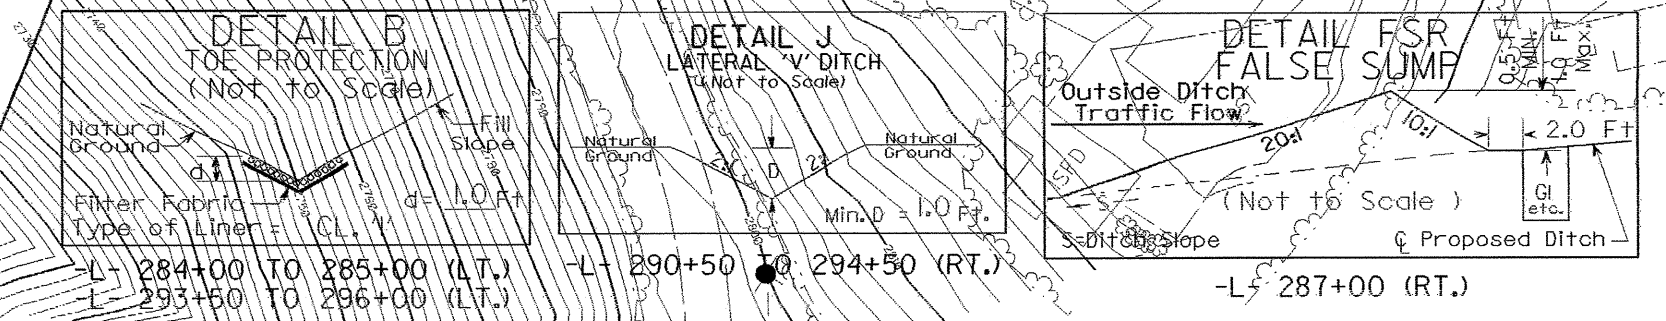 DETAIL B
TOE PROTECTION
(Not to Scale)
Natural
Ground
Fill
Slope
d
Filter Fabric
d= 1.0 Ft
Type of Liner= CL. 'I'
-L- 284+00 TO 285+00 (LT.)
-L- 293+50 TO 296+00 (LT.)
DETAIL J
LATERAL 'V' DITCH
(Not to Scale)
Natural
Ground
D
Natural
Ground
Min. D = 1.0 Ft.
-L- 290+50 TO 294+50 (RT.)
DETAIL FSR
FALSE SUMP
0.5 Ft
MIN.
1.0 Ft
Max.
Outside Ditch
Traffic Flow
20:1
10:1
2.0 Ft
(Not to Scale )
GI
etc.
S=Ditch Slope
℄ Proposed Ditch
-L- 287+00 (RT.)
2790
2780
2760
2800